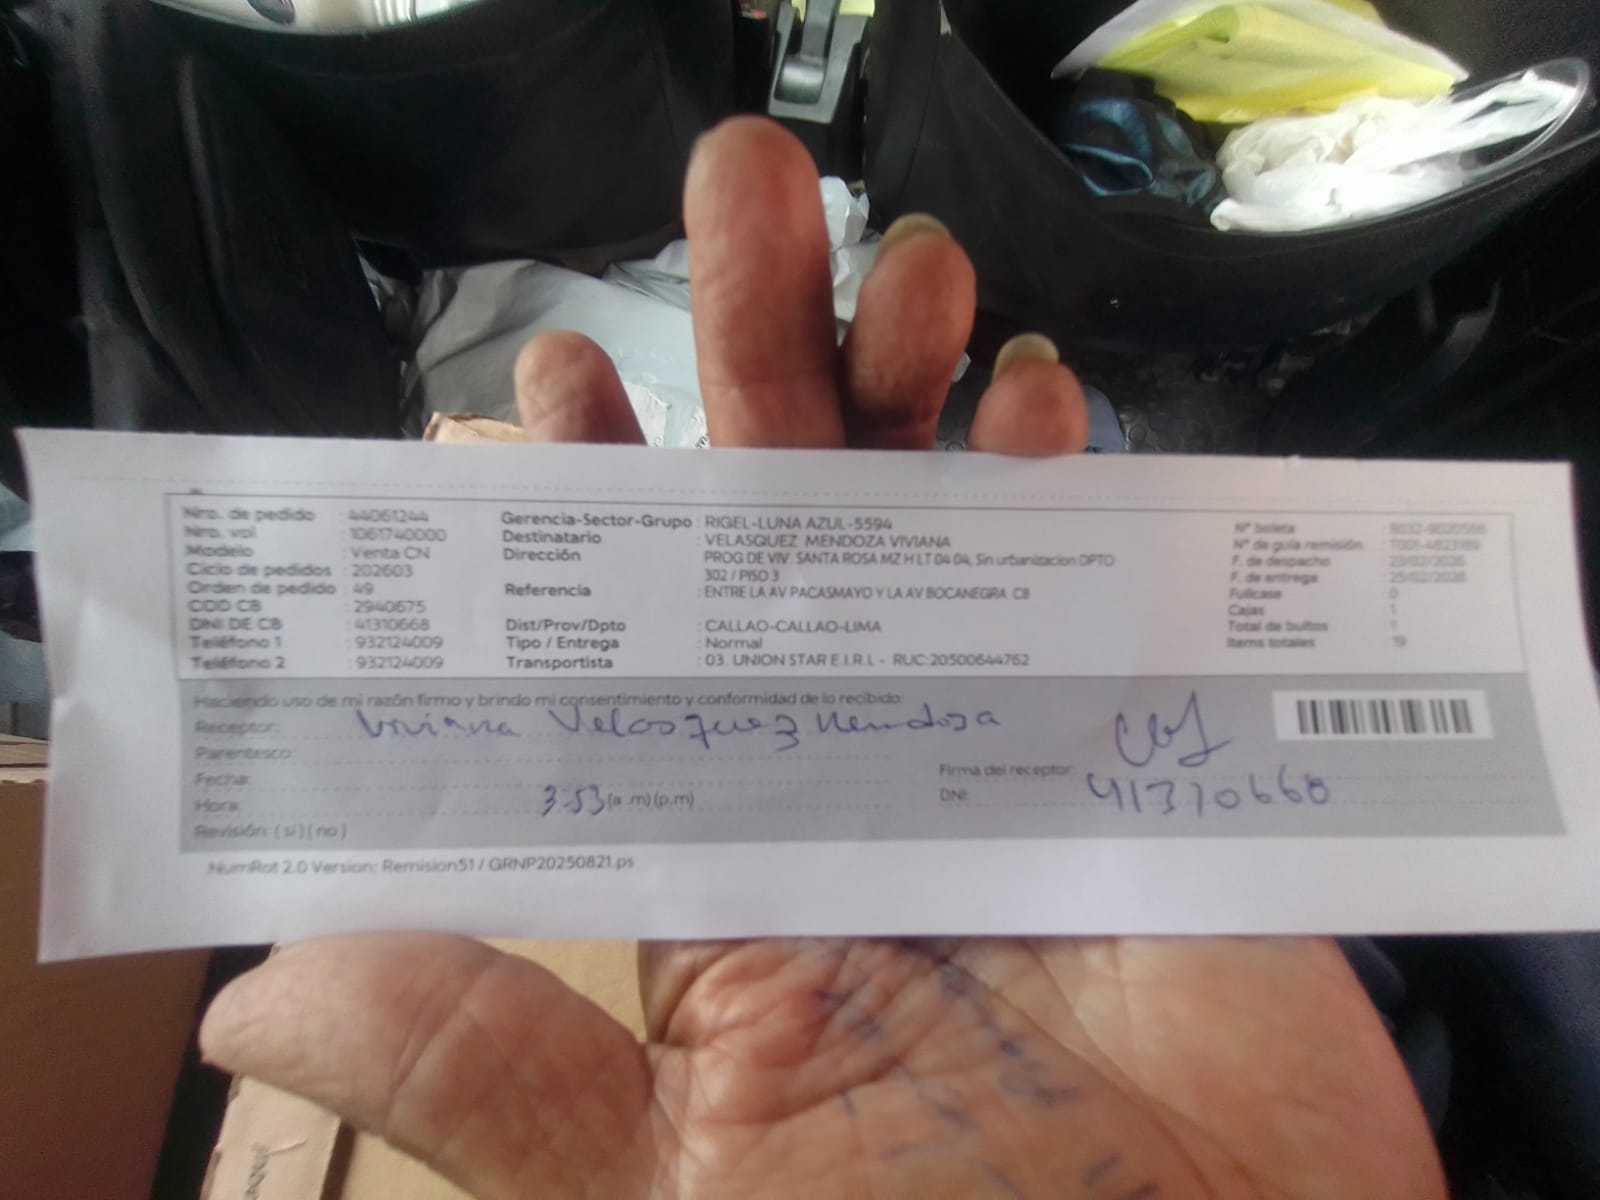 Nro. de pedido : 44061244
Nro. vol : 1061740000
Modelo : Venta CN
Ciclo de pedidos : 202603
Orden de pedido : 49
COD CB : 2940675
DNI DE CB : 41310668
Teléfono 1 : 932124009
Teléfono 2 : 932124009
Gerencia-Sector-Grupo : RIGEL-LUNA AZUL-5594
Destinatario : VELASQUEZ MENDOZA VIVIANA
Dirección PROG DE VIV. SANTA ROSA MZ H LT 04 04, Sin urbanizacion DPTO
302 / PISO 3
Referencia : ENTRE LA AV PACASMAYO Y LA AV BOCANEGRA CB
Dist/Prov/Dpto : CALLAO-CALLAO-LIMA
Tipo / Entrega : Normal
Transportista : 03. UNION STAR E.I.R.L - RUC:20500644762
N° boleta :
N° de guía remisión :
F. de despacho :
F. de entrega : 25/02/2026
Fullcase : 0
Cajas : 1
Total de bultos : 1
Items totales : 19
Haciendo uso de mi razón firmo y brindo mi consentimiento y conformidad de lo recibido:
Receptor: Viviana Velasquez Mendoza
Parentesco:
Fecha:
Hora: 3:53 (a.m)(p.m)
Revisión: ( si ) ( no )
Firma del receptor:
DNI: 41310668
NumRot 2.0 Version: Remision51 / GRNP20250821.ps